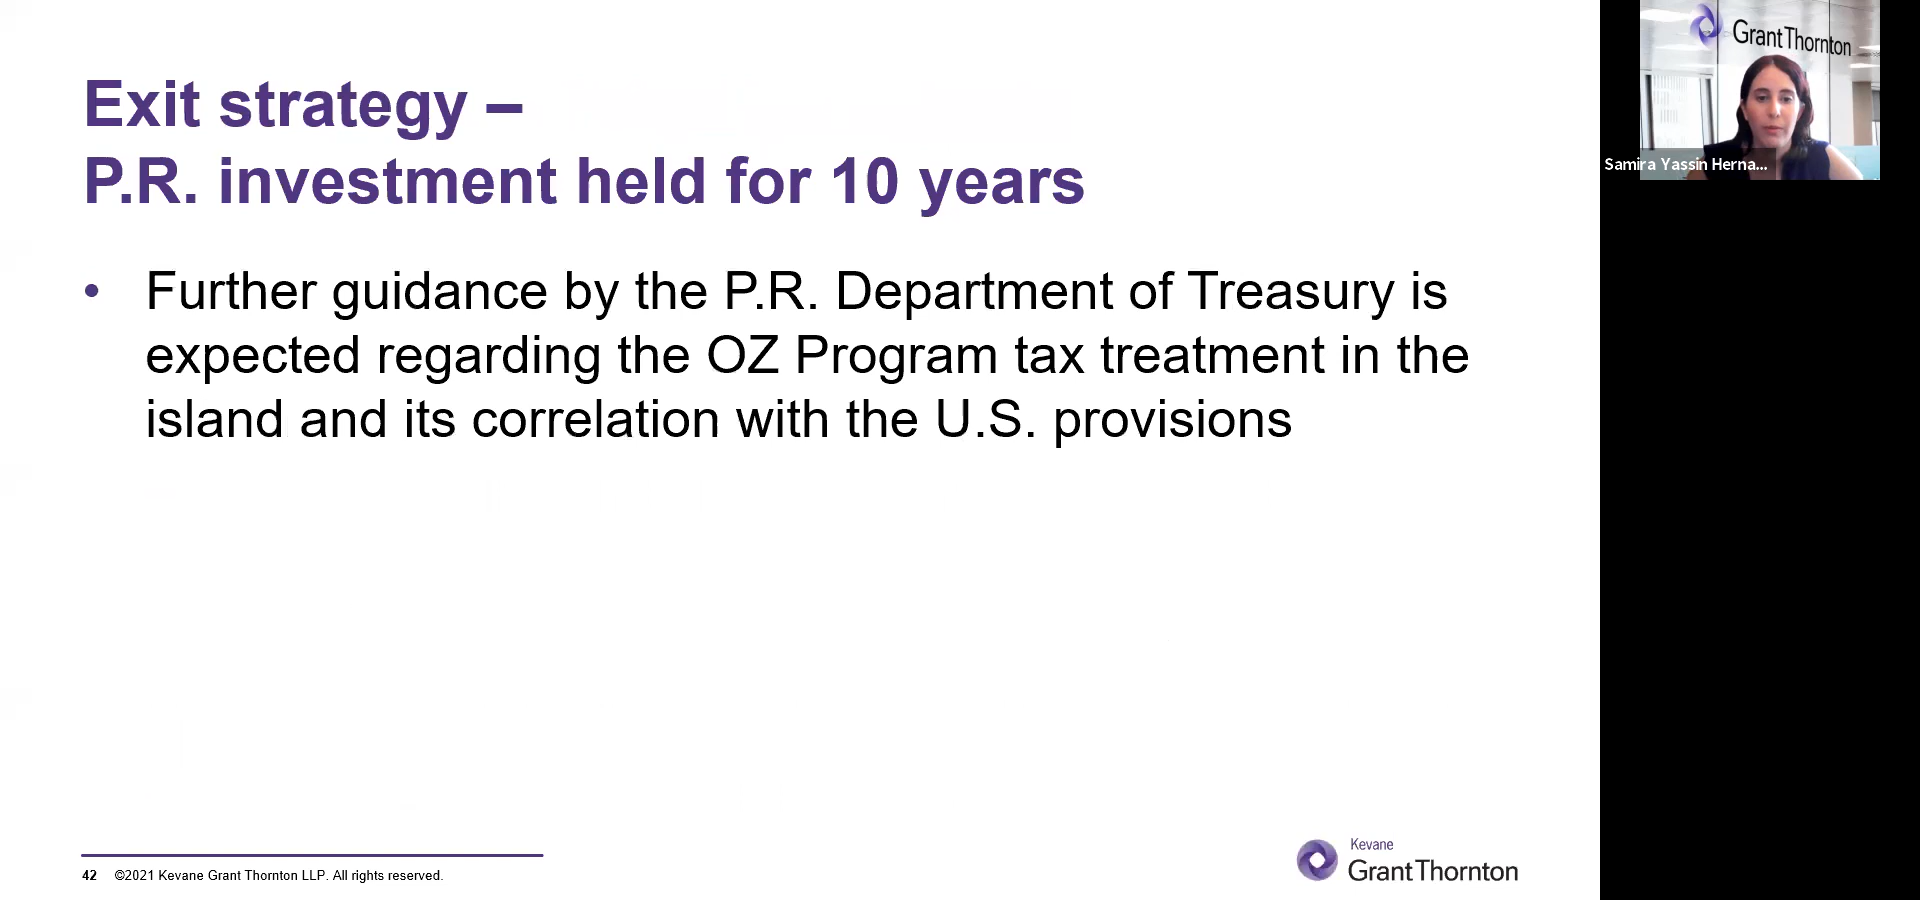 Exit strategy –
P.R. investment held for 10 years
• Further guidance by the P.R. Department of Treasury is
expected regarding the OZ Program tax treatment in the
island and its correlation with the U.S. provisions
42 ©2021 Kevane Grant Thornton LLP. All rights reserved.
Kevane
GrantThornton
GrantThornton
Samira Yassin Herna...